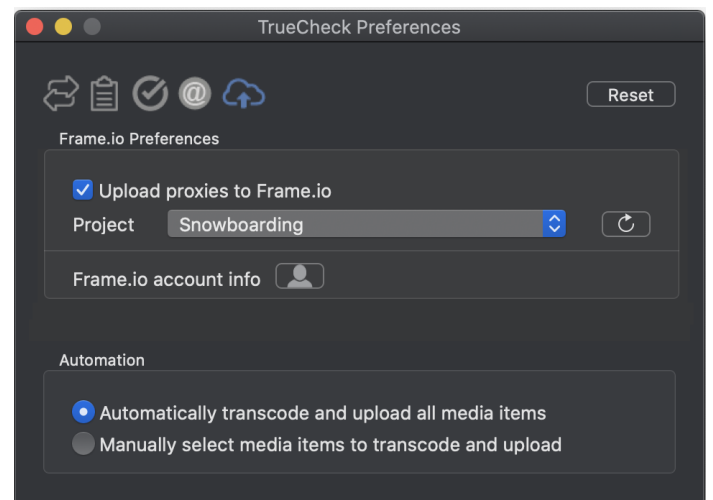 TrueCheck Preferences
@
Reset
Frame.io Preferences
Upload proxies to Frame.io
Project Snowboarding
Frame.io account info
Automation
Automatically transcode and upload all media items
Manually select media items to transcode and upload